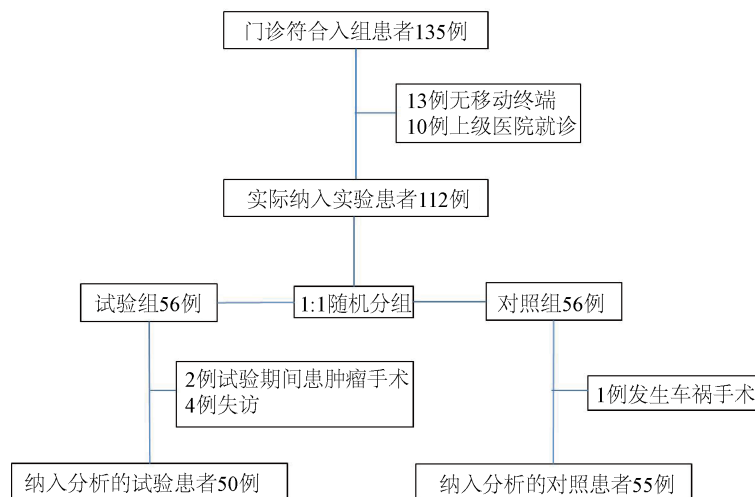 门诊符合入组患者135例
13例无移动终端
10例上级医院就诊
实际纳入实验患者112例
试验组56例
1:1随机分组
对照组56例
2例试验期间患肿瘤手术
4例失访
1例发生车祸手术
纳入分析的试验患者50例
纳入分析的对照患者55例